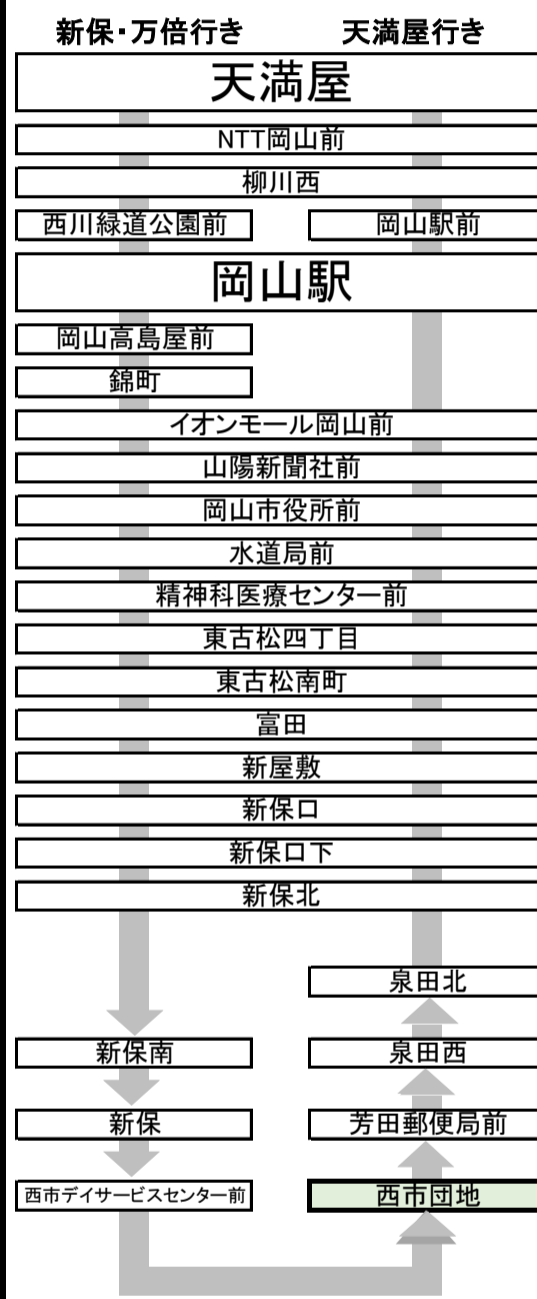 新保・万倍行き 天満屋行き
天満屋
NTT岡山前
柳川西
西川緑道公園前 岡山駅前
岡山駅
岡山高島屋前
錦町
イオンモール岡山前
山陽新聞社前
岡山市役所前
水道局前
精神科医療センター前
東古松四丁目
東古松南町
富田
新屋敷
新保口
新保口下
新保北
泉田北
新保南 泉田西
新保 芳田郵便局前
西市デイサービスセンター前 西市団地